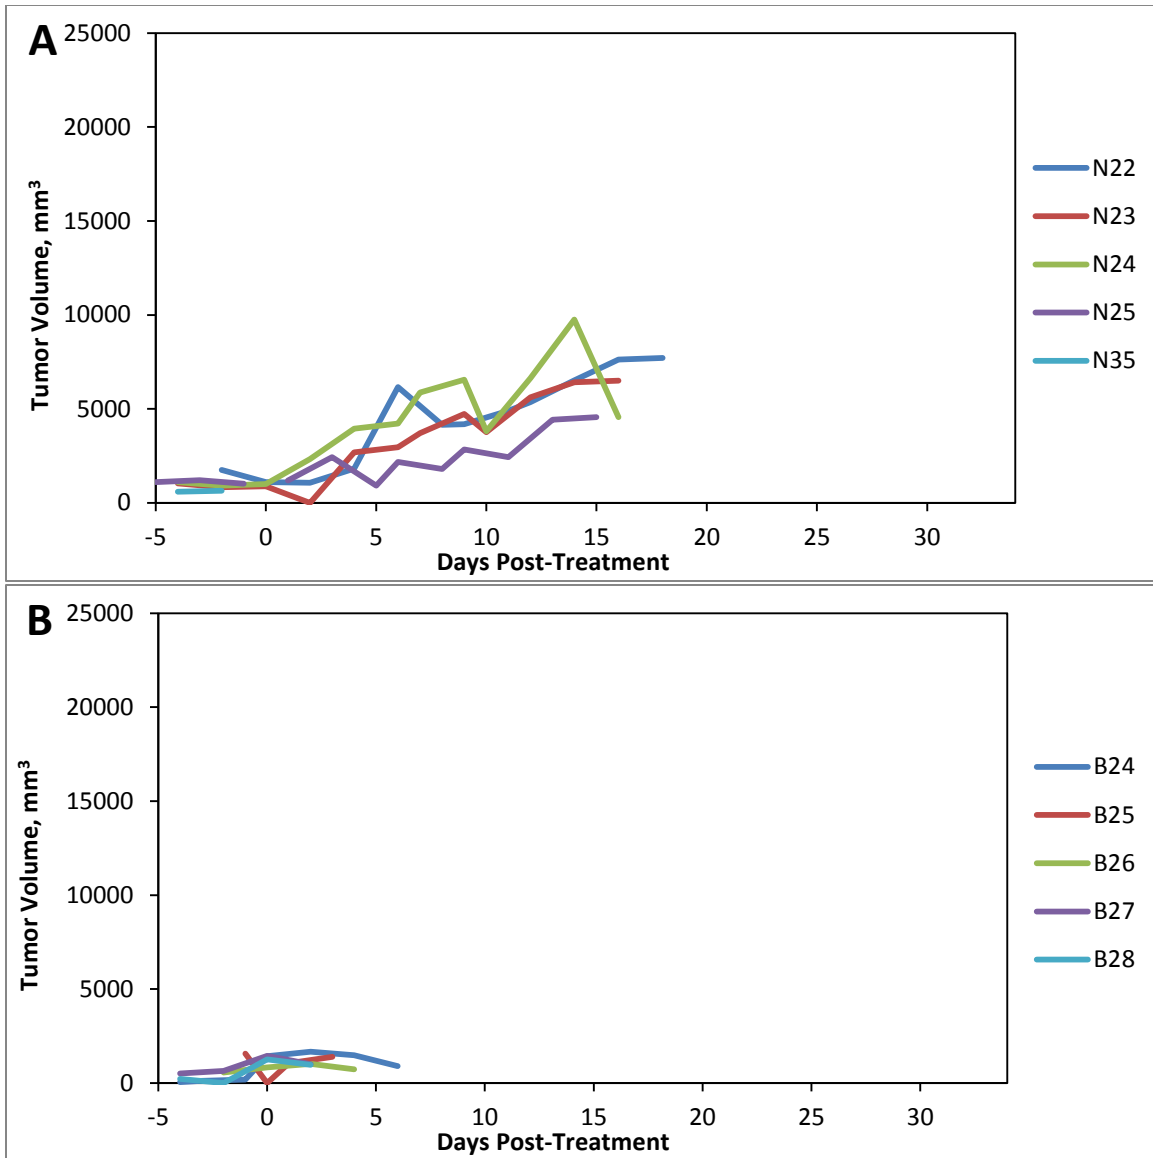 A
25000
20000
15000
10000
5000
0
Tumor Volume, mm³
-5 0 5 10 15 20 25 30
Days Post-Treatment
N22
N23
N24
N25
N35
B
25000
20000
15000
10000
5000
0
Tumor Volume, mm³
-5 0 5 10 15 20 25 30
Days Post-Treatment
B24
B25
B26
B27
B28